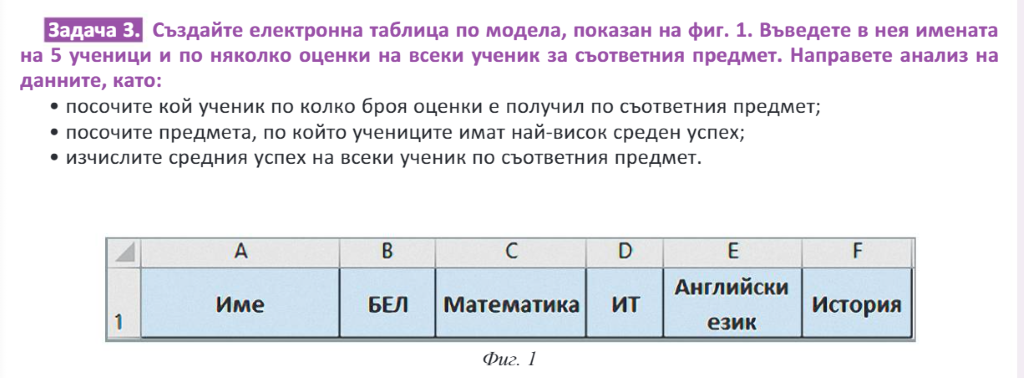 Задача 3. Създайте електронна таблица по модела, показан на фиг. 1. Въведете в нея имената
на 5 ученици и по няколко оценки на всеки ученик за съответния предмет. Направете анализ на
данните, като:
• посочите кой ученик по колко броя оценки е получил по съответния предмет;
• посочите предмета, по който учениците имат най-висок среден успех;
• изчислите средния успех на всеки ученик по съответния предмет.
A B C D E F
1 Име БЕЛ Математика ИТ Английски език История
Фиг. 1